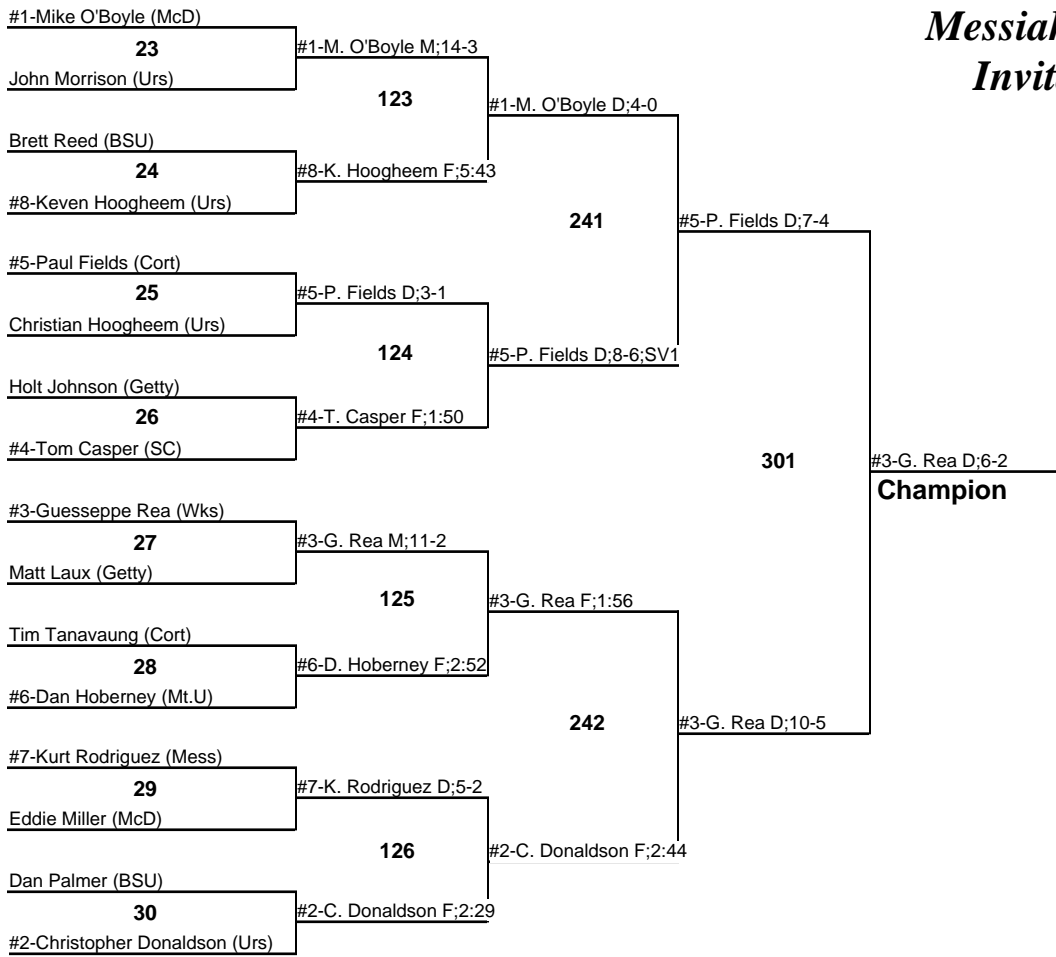 Messiah
Invit
#1-Mike O'Boyle (McD)
23
John Morrison (Urs)
#1-M. O'Boyle M;14-3
123
Brett Reed (BSU)
24
#8-Keven Hoogheem (Urs)
#8-K. Hoogheem F;5:43
#1-M. O'Boyle D;4-0
241
#5-Paul Fields (Cort)
25
Christian Hoogheem (Urs)
#5-P. Fields D;3-1
124
Holt Johnson (Getty)
26
#4-Tom Casper (SC)
#4-T. Casper F;1:50
#5-P. Fields D;8-6;SV1
#5-P. Fields D;7-4
301
#3-G. Rea D;6-2
Champion
#3-Guesseppe Rea (Wks)
27
Matt Laux (Getty)
#3-G. Rea M;11-2
125
Tim Tanavaung (Cort)
28
#6-Dan Hoberney (Mt.U)
#6-D. Hoberney F;2:52
#3-G. Rea F;1:56
242
#3-G. Rea D;10-5
#7-Kurt Rodriguez (Mess)
29
Eddie Miller (McD)
#7-K. Rodriguez D;5-2
126
Dan Palmer (BSU)
30
#2-Christopher Donaldson (Urs)
#2-C. Donaldson F;2:29
#2-C. Donaldson F;2:44